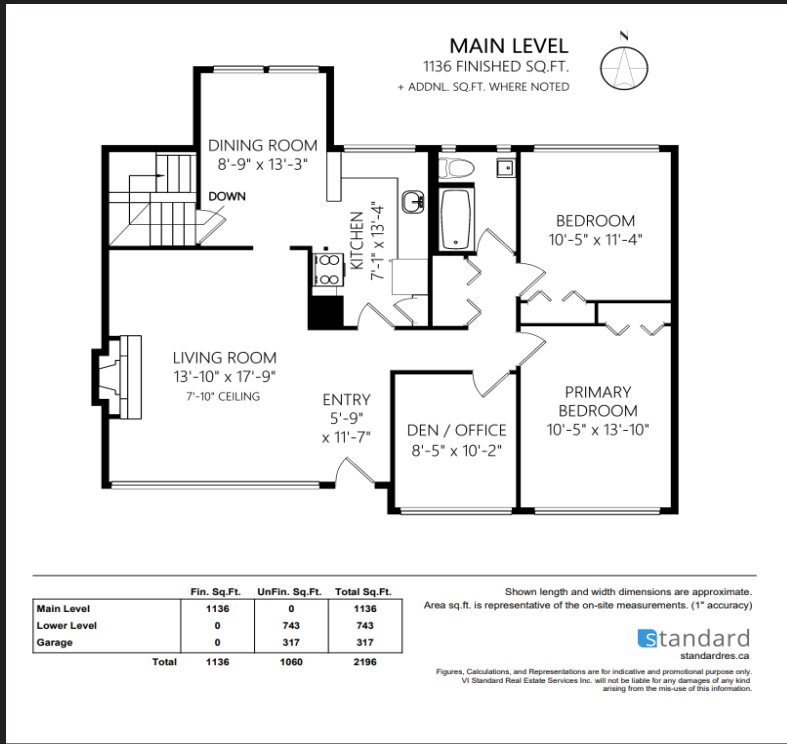 N
MAIN LEVEL
1136 FINISHED SQ.FT.
+ ADDNL. SQ.FT. WHERE NOTED
DINING ROOM
8'-9" x 13'-3"
DOWN
KITCHEN
7'-1" x 13'-4"
BEDROOM
10'-5" x 11'-4"
LIVING ROOM
13'-10" x 17'-9"
7'-10" CEILING
ENTRY
5'-9"
x 11'-7"
DEN / OFFICE
8'-5" x 10'-2"
PRIMARY
BEDROOM
10'-5" x 13'-10"
Fin. Sq.Ft. UnFin. Sq.Ft. Total Sq.Ft.
Main Level 1136 0 1136
Lower Level 0 743 743
Garage 0 317 317
Total 1136 1060 2196
Shown length and width dimensions are approximate.
Area sq.ft. is representative of the on-site measurements. (1" accuracy)
standard
standardres.ca
Figures, Calculations, and Representations are for indicative and promotional purpose only.
VI Standard Real Estate Services Inc. will not be liable for any damages of any kind
arising from the mis-use of this information.